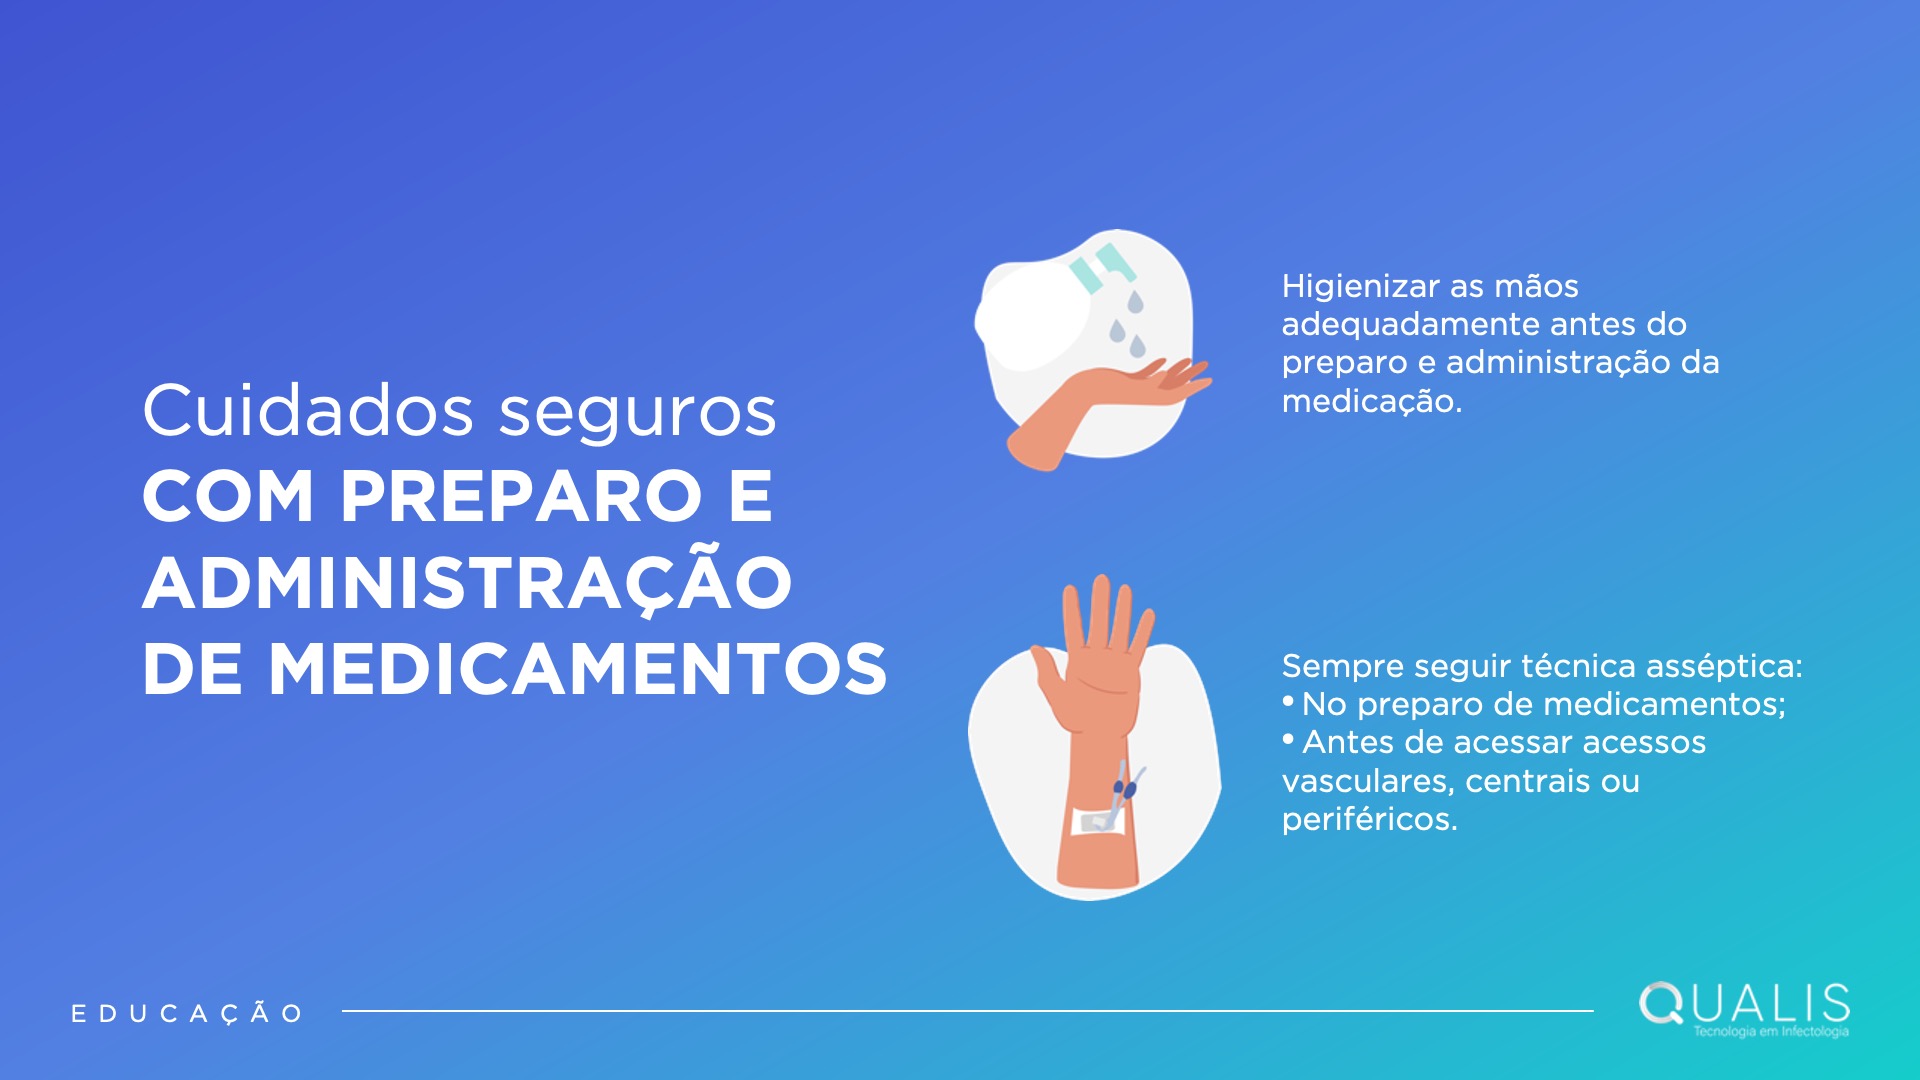 Cuidados seguros
COM PREPARO E
ADMINISTRAÇÃO
DE MEDICAMENTOS
Higienizar as mãos
adequadamente antes do
preparo e administração da
medicação.
Sempre seguir técnica asséptica:
• No preparo de medicamentos;
• Antes de acessar acessos
vasculares, centrais ou
periféricos.
EDUCAÇÃO
QUALIS
Tecnologia em Infectologia